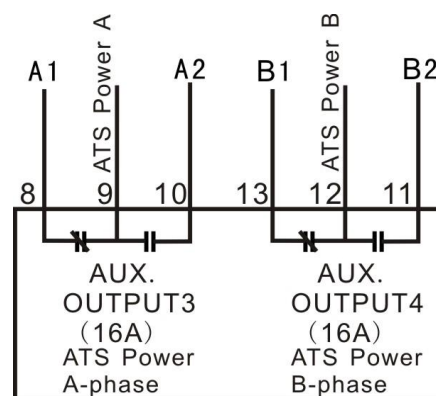 A1
ATS Power A
A2
B1
ATS Power B
B2
8
9
10
13
12
11
AUX.
OUTPUT3
(16A)
ATS Power
A-phase
AUX.
OUTPUT4
(16A)
ATS Power
B-phase